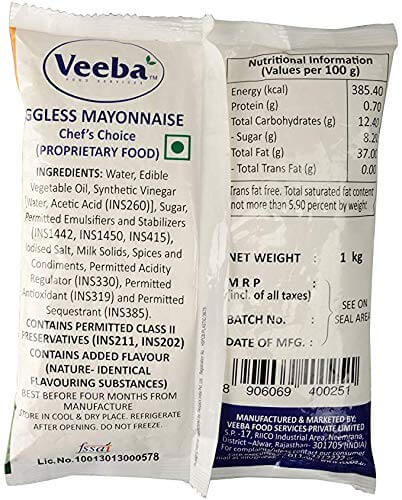 Veeba™
FOOD SERVICES
GGLESS MAYONNAISE
Chef's Choice
(PROPRIETARY FOOD)
INGREDIENTS: Water, Edible
Vegetable Oil, Synthetic Vinegar
[Water, Acetic Acid (INS260)], Sugar,
Permitted Emulsifiers and Stabilizers
(INS1442, INS1450, INS415),
Iodised Salt, Milk Solids, Spices and
Condiments, Permitted Acidity
Regulator (INS330), Permitted
Antioxidant (INS319) and Permitted
Sequestrant (INS385).
CONTAINS PERMITTED CLASS II
PRESERVATIVES (INS211, INS202)
CONTAINS ADDED FLAVOUR
(NATURE- IDENTICAL
FLAVOURING SUBSTANCES)
BEST BEFORE FOUR MONTHS FROM
MANUFACTURE
STORE IN COOL & DRY PLACE. REFRIGERATE
AFTER OPENING. DO NOT FREEZE.
fssai
Lic.No. 10013013000578
Nutritional Information
(Values per 100 g)
Energy (kcal) 385.40
Protein (g) 0.70
Total Carbohydrates (g) 12.40
- Sugar (g) 8.20
Total Fat (g) 37.00
- Total Trans Fat (g) 0.00
Trans fat free. Total saturated fat content
not more than 5.90 percent by weight
NET WEIGHT : 1 kg
M R P :
(incl. of all taxes)
BATCH No. :
DATE OF MFG. :
SEE ON
SEAL AREA
8 906069 400251
MANUFACTURED & MARKETED BY:
VEEBA FOOD SERVICES PRIVATE LIMITED
S.P. -17, RIICO Industrial Area, Neemrana,
District –Alwar, Rajasthan- 301705(INDIA)
For complaints/